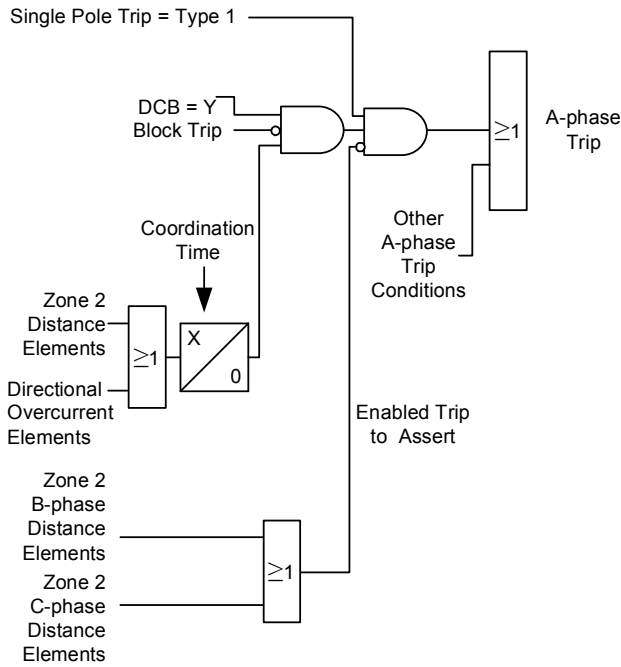 Single Pole Trip = Type 1
DCB = Y
Block Trip
≥1
A-phase
Trip
Other
A-phase
Trip
Conditions
Coordination
Time
Zone 2
Distance
Elements
Directional
Overcurrent
Elements
≥1
X
0
Enabled Trip
to Assert
Zone 2
B-phase
Distance
Elements
Zone 2
C-phase
Distance
Elements
≥1